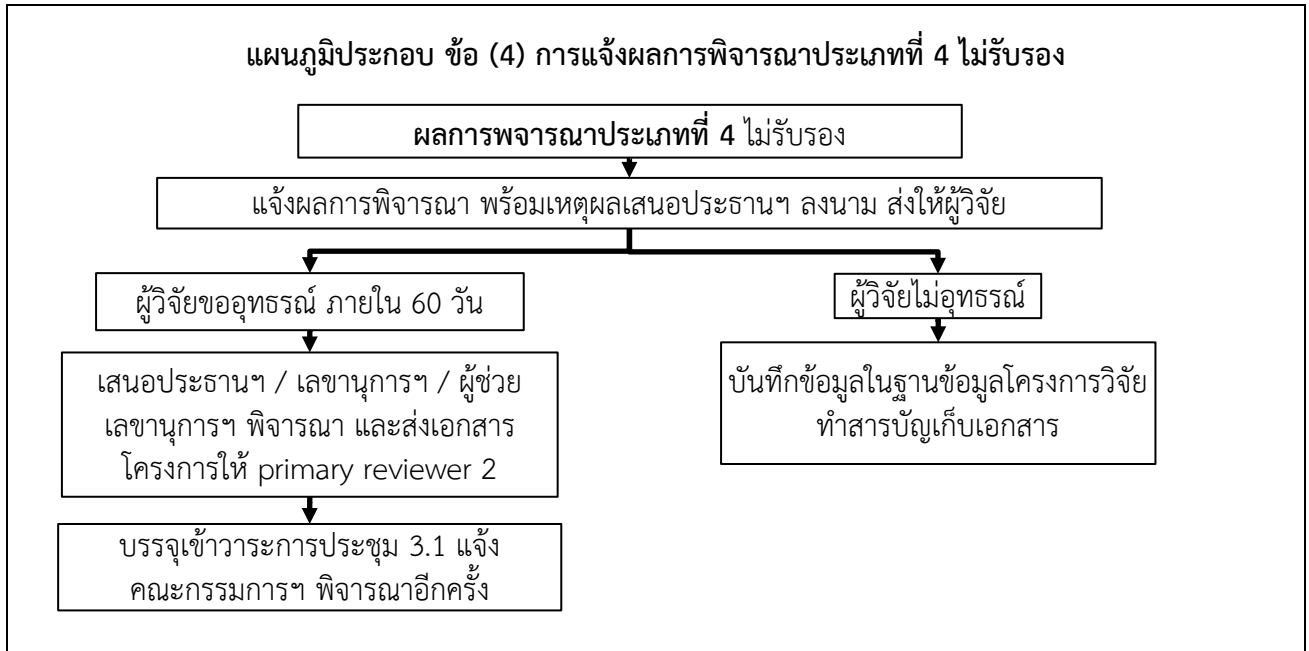 แผนภูมิประกอบ ข้อ (4) การแจ้งผลการพิจารณาประเภทที่ 4 ไม่รับรอง
ผลการพจารณาประเภทที่ 4 ไม่รับรอง
แจ้งผลการพิจารณา พร้อมเหตุผลเสนอประธานฯ ลงนาม ส่งให้ผู้วิจัย
ผู้วิจัยขออุทธรณ์ ภายใน 60 วัน
ผู้วิจัยไม่อุทธรณ์
เสนอประธานฯ / เลขานุการฯ / ผู้ช่วย
เลขานุการฯ พิจารณา และส่งเอกสาร
โครงการให้ primary reviewer 2
บันทึกข้อมูลในฐานข้อมูลโครงการวิจัย
ทำสารบัญเก็บเอกสาร
บรรจุเข้าวาระการประชุม 3.1 แจ้ง
คณะกรรมการฯ พิจารณาอีกครั้ง